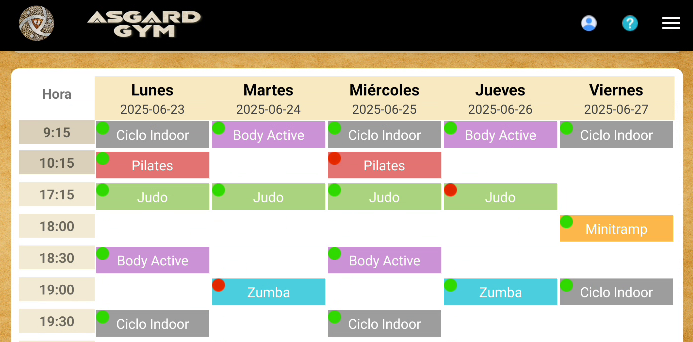 ASGARD
GYM
?
Hora Lunes Martes Miércoles Jueves Viernes
2025-06-23 2025-06-24 2025-06-25 2025-06-26 2025-06-27
9:15 Ciclo Indoor Body Active Ciclo Indoor Body Active Ciclo Indoor
10:15 Pilates Pilates
17:15 Judo Judo Judo Judo
18:00 Minitramp
18:30 Body Active Body Active
19:00 Zumba Zumba Ciclo Indoor
19:30 Ciclo Indoor Ciclo Indoor